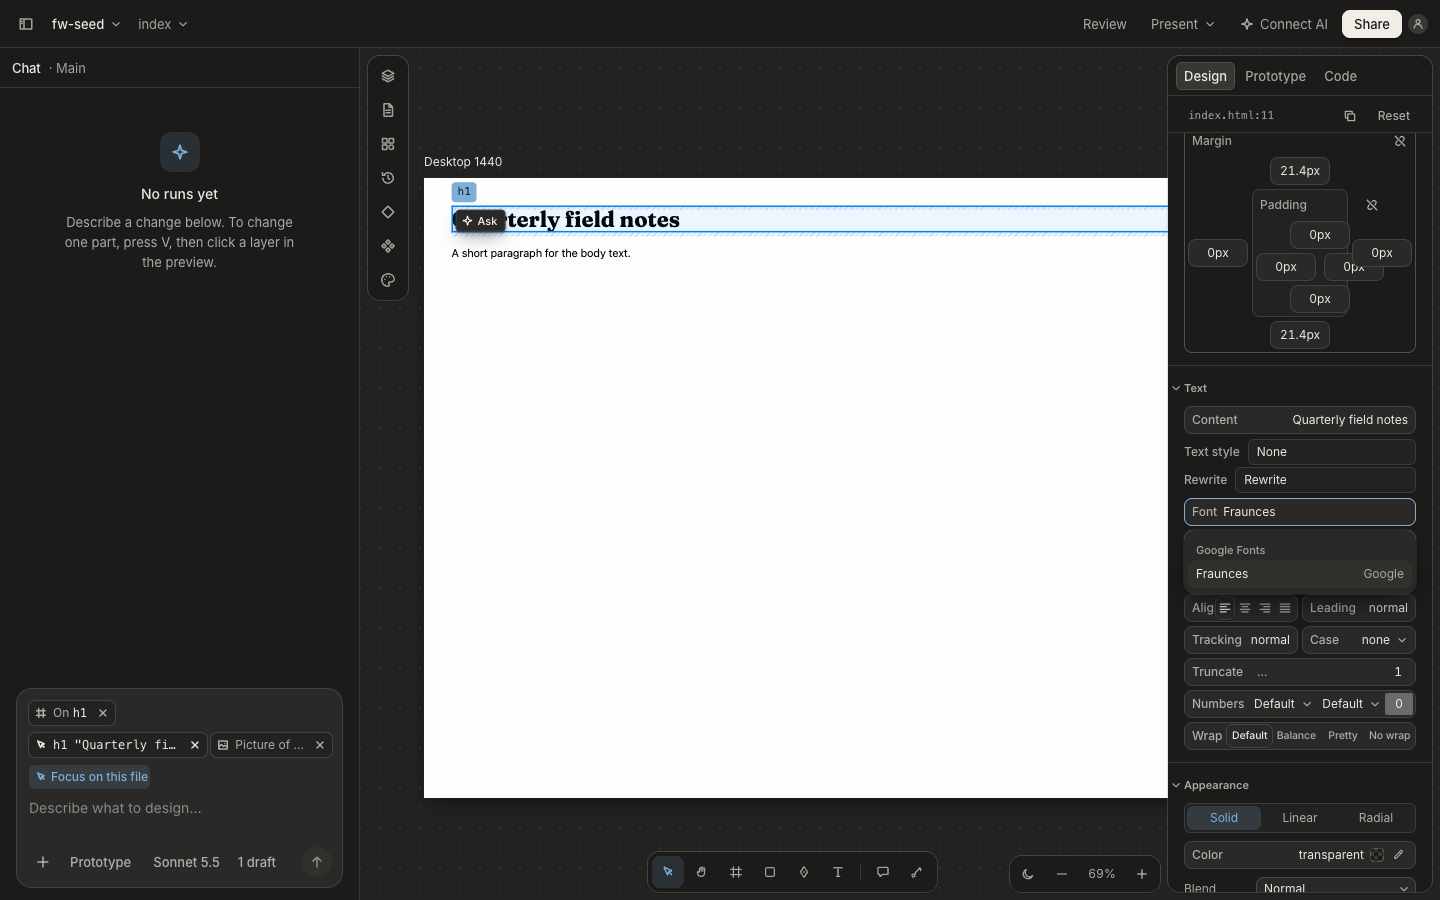 fw-seed
index
Review
Present
Connect AI
Share
Chat · Main
No runs yet
Describe a change below. To change
one part, press V, then click a layer in
the preview.
On h1
h1 "Quarterly fi…
Picture of …
Focus on this file
Describe what to design…
Prototype
Sonnet 5.5
1 draft
Desktop 1440
h1
Ask
field notes
A short paragraph for the body text.
69%
Design
Prototype
Code
index.html:11
Reset
Margin
21.4px
Padding
0px
0px
0px
0px
0px
0px
21.4px
Text
Content Quarterly field notes
Text style None
Rewrite Rewrite
Font Fraunces
Google Fonts
Fraunces Google
Leading normal
Tracking normal
Case none
Truncate … 1
Numbers Default Default 0
Wrap Default Balance Pretty No wrap
Appearance
Solid Linear Radial
Color transparent
Blend Normal